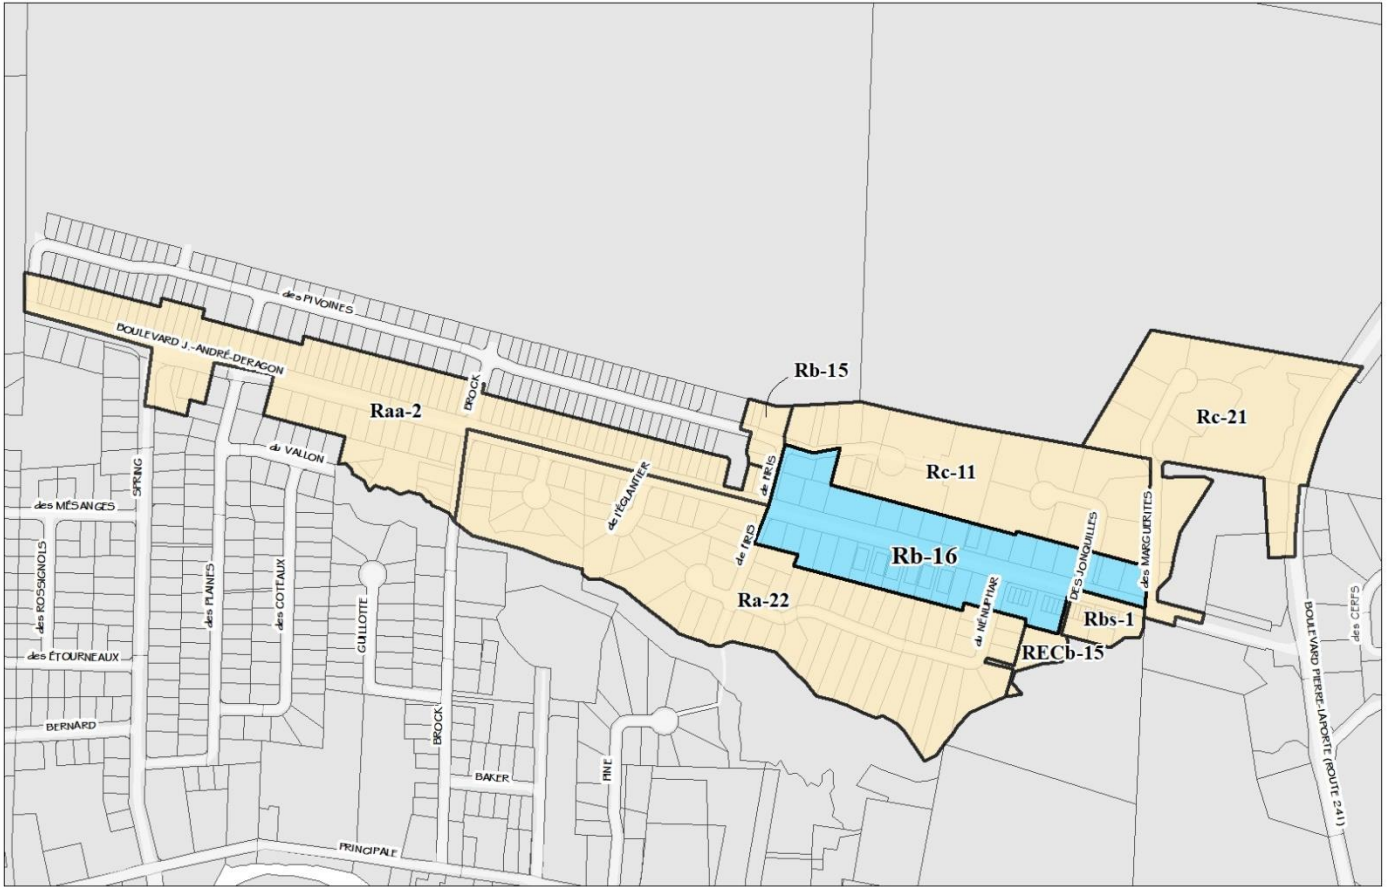 des PIVOINES
BOULEVARD J.-ANDRÉ-DERAGON
BROCK
Rb-15
Raa-2
Rc-21
du VALLON
de l'IRIS
Rc-11
SPRING
de l'ÉGLANTIER
des MÉSANGES
des MARGUERITES
DES JONQUILLES
de l'IRIS
Rb-16
des ROSSIGNOLS
des PLAINES
des COTEAUX
GUILLOTTE
Ra-22
du NÉNUPHAR
Rbs-1
des CERFS
RECb-15
des ÉTOURNEAUX
BOULEVARD PIERRE-LAPORTE (ROUTE 241)
BERNARD
BROCK
PINE
BAKER
PRINCIPALE